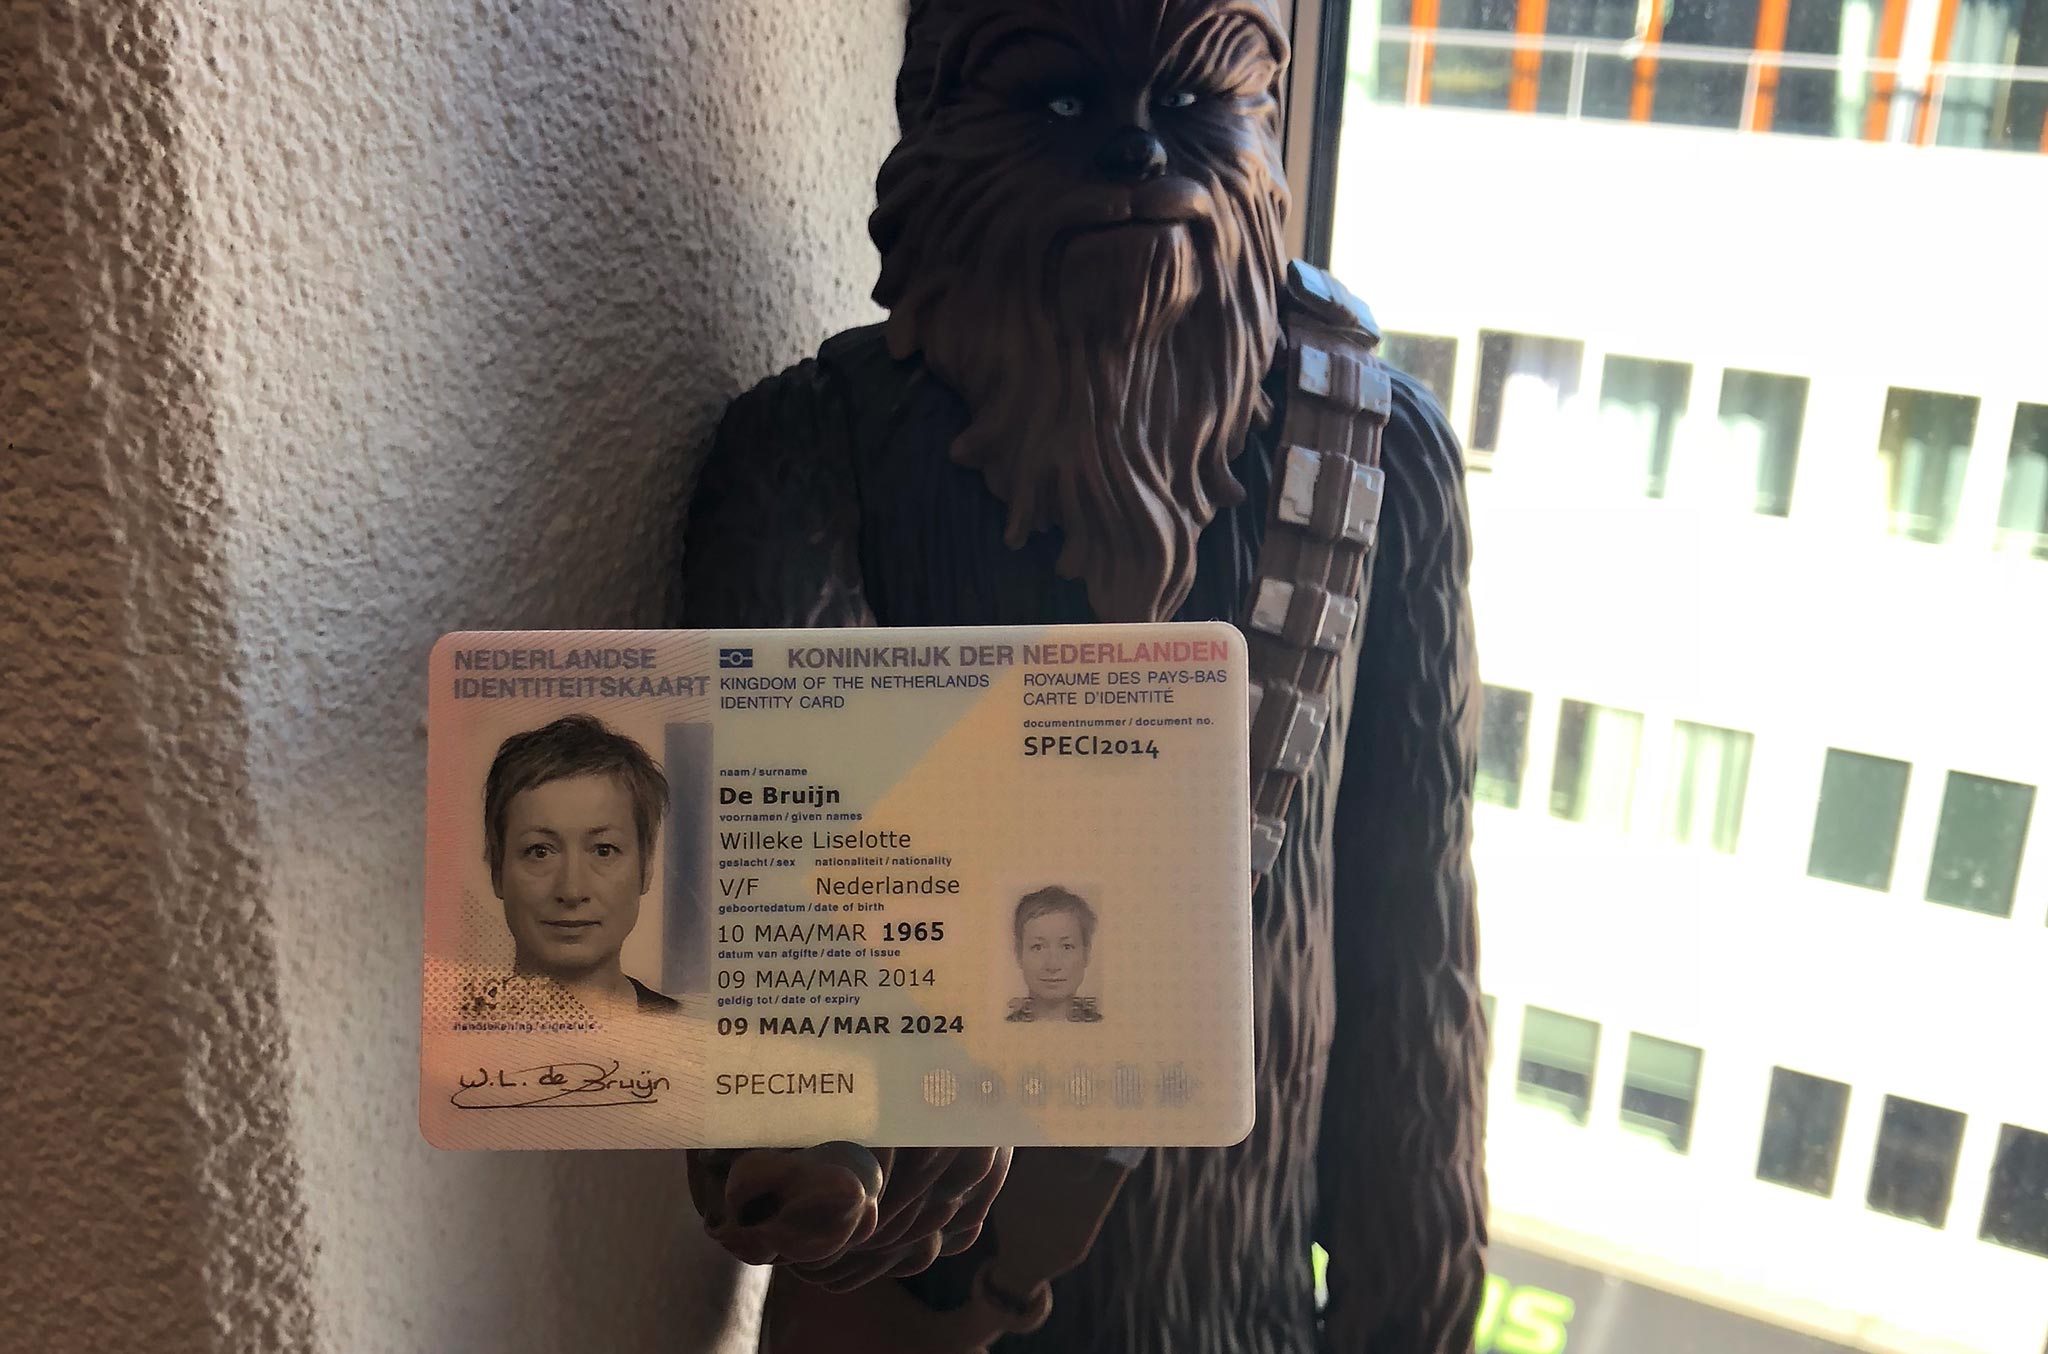 NEDERLANDSE
IDENTITEITSKAART
KONINKRIJK DER NEDERLANDEN
KINGDOM OF THE NETHERLANDS
IDENTITY CARD
ROYAUME DES PAYS-BAS
CARTE D'IDENTITÉ
documentnummer / document no.
SPECI2014
naam / surname
De Bruijn
voornamen / given names
Willeke Liselotte
geslacht / sex nationaliteit / nationality
V/F Nederlandse
geboortedatum / date of birth
10 MAA/MAR 1965
datum van afgifte / date of issue
09 MAA/MAR 2014
geldig tot / date of expiry
09 MAA/MAR 2024
handtekening / signature
W.L. de Bruijn
SPECIMEN